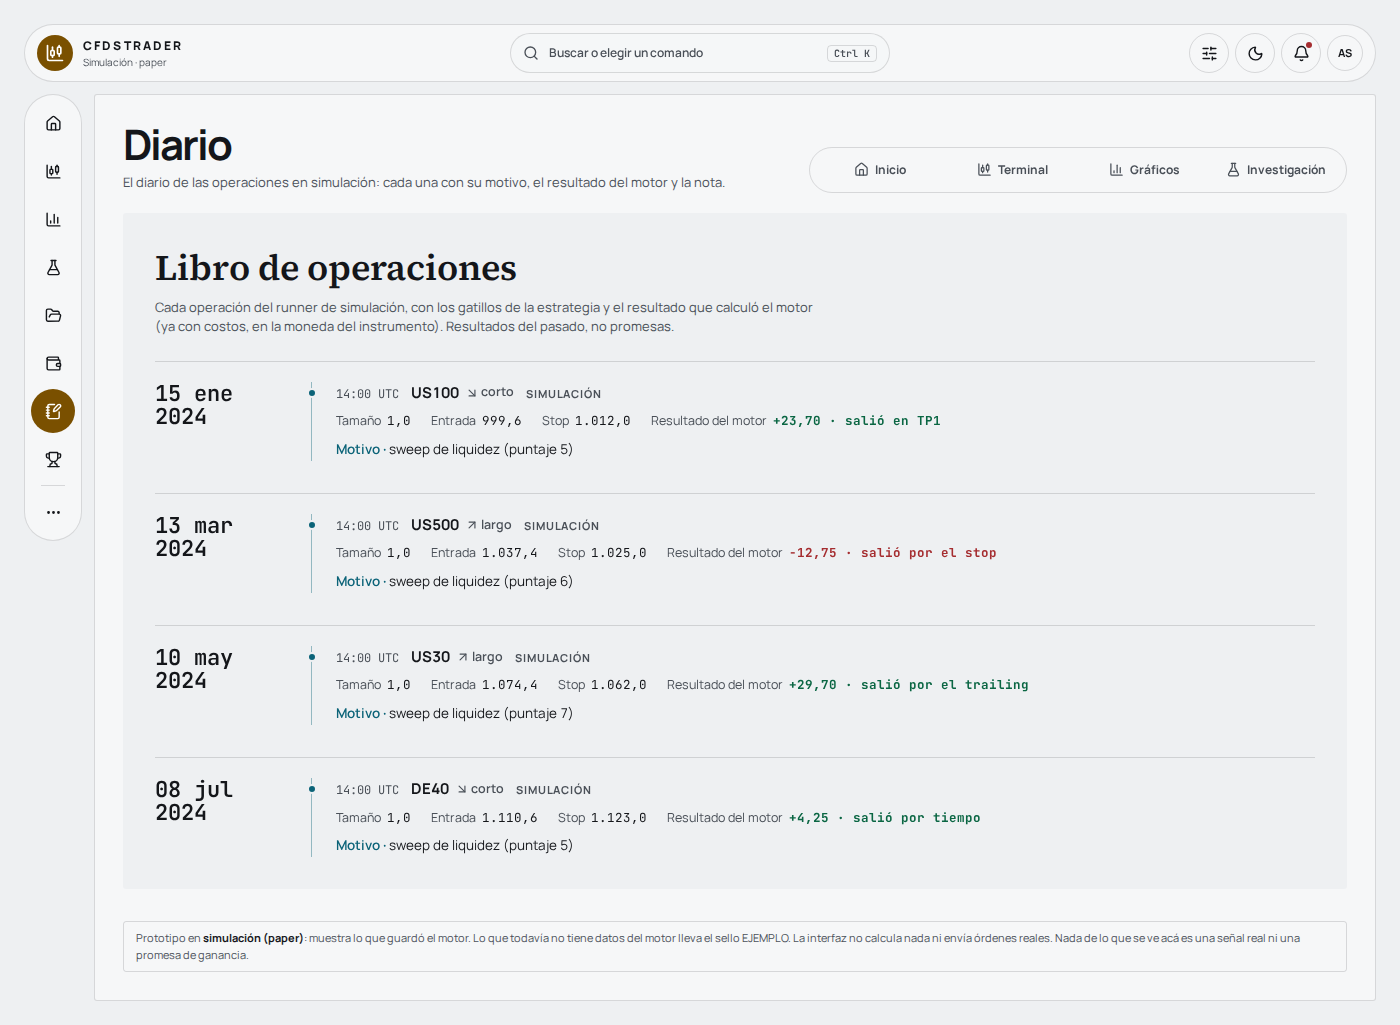 CFDSTRADER
Simulación · paper
Buscar o elegir un comando
Ctrl K
AS
Diario
El diario de las operaciones en simulación: cada una con su motivo, el resultado del motor y la nota.
Inicio
Terminal
Gráficos
Investigación
Libro de operaciones
Cada operación del runner de simulación, con los gatillos de la estrategia y el resultado que calculó el motor
(ya con costos, en la moneda del instrumento). Resultados del pasado, no promesas.
15 ene
2024
14:00 UTC US100 corto SIMULACIÓN
Tamaño 1,0 Entrada 999,6 Stop 1.012,0 Resultado del motor +23,70 · salió en TP1
Motivo · sweep de liquidez (puntaje 5)
13 mar
2024
14:00 UTC US500 largo SIMULACIÓN
Tamaño 1,0 Entrada 1.037,4 Stop 1.025,0 Resultado del motor -12,75 · salió por el stop
Motivo · sweep de liquidez (puntaje 6)
10 may
2024
14:00 UTC US30 largo SIMULACIÓN
Tamaño 1,0 Entrada 1.074,4 Stop 1.062,0 Resultado del motor +29,70 · salió por el trailing
Motivo · sweep de liquidez (puntaje 7)
08 jul
2024
14:00 UTC DE40 corto SIMULACIÓN
Tamaño 1,0 Entrada 1.110,6 Stop 1.123,0 Resultado del motor +4,25 · salió por tiempo
Motivo · sweep de liquidez (puntaje 5)
Prototipo en simulación (paper): muestra lo que guardó el motor. Lo que todavía no tiene datos del motor lleva el sello EJEMPLO. La interfaz no calcula nada ni envía órdenes reales. Nada de lo que se ve acá es una señal real ni una
promesa de ganancia.